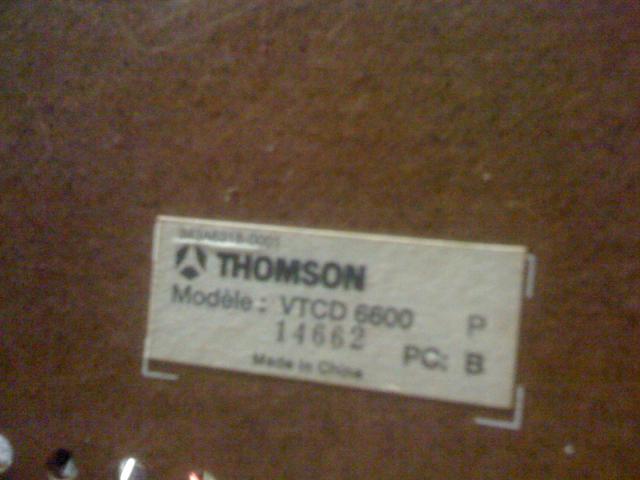 THOMSON
Modèle : VTCD 6600 P
14662
PC: B
Made in China